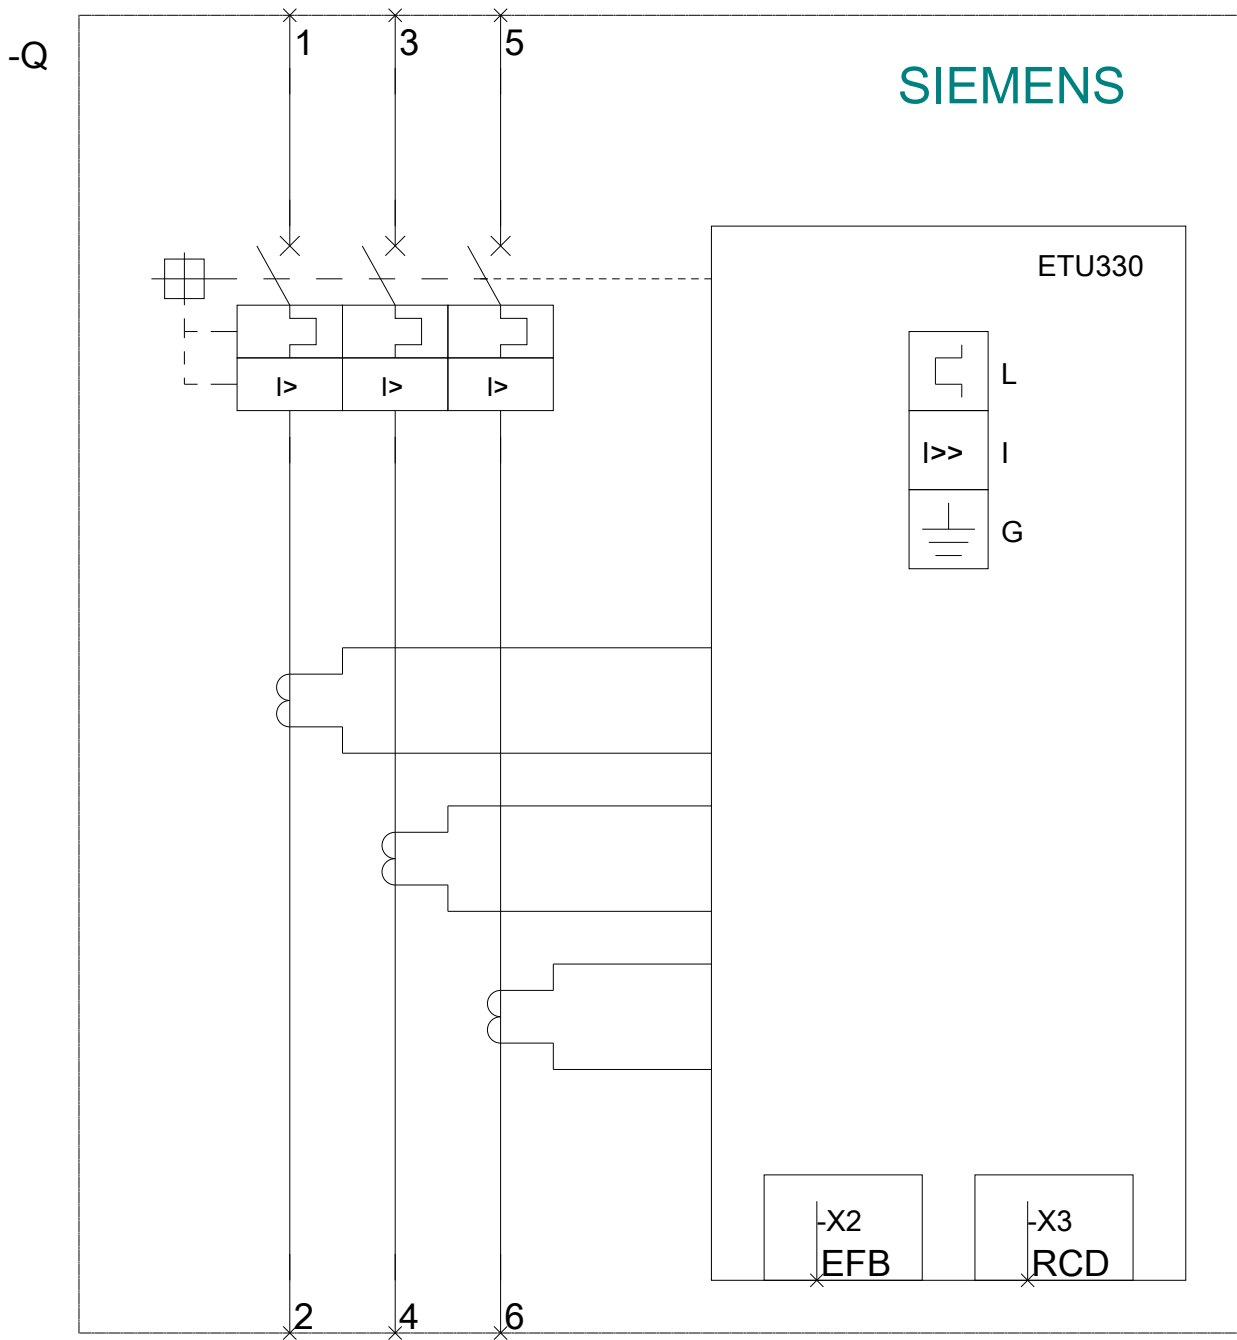 1 3 5
-Q
SIEMENS
ETU330
L
I> I> I>
I>> I
G
-X2 -X3
EFB RCD
2 4 6